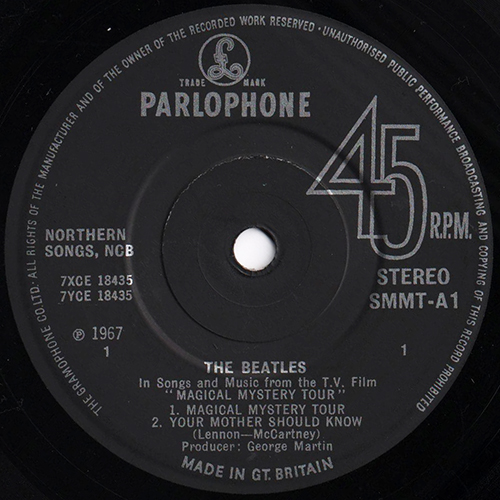 THE GRAMOPHONE CO. LTD. · ALL RIGHTS OF THE MANUFACTURER AND OF THE OWNER OF THE RECORDED WORK RESERVED · UNAUTHORISED PUBLIC PERFORMANCE BROADCASTING AND COPYING OF THIS RECORD PROHIBITED
£
TRADE MARK
PARLOPHONE
45 R.P.M.
NORTHERN
SONGS, NCB
7XCE 18435
7YCE 18435
STEREO
SMMT-A1
℗ 1967
1
1
THE BEATLES
In Songs and Music from the T.V. Film
"MAGICAL MYSTERY TOUR"
1. MAGICAL MYSTERY TOUR
2. YOUR MOTHER SHOULD KNOW
(Lennon—McCartney)
Producer: George Martin
MADE IN GT. BRITAIN